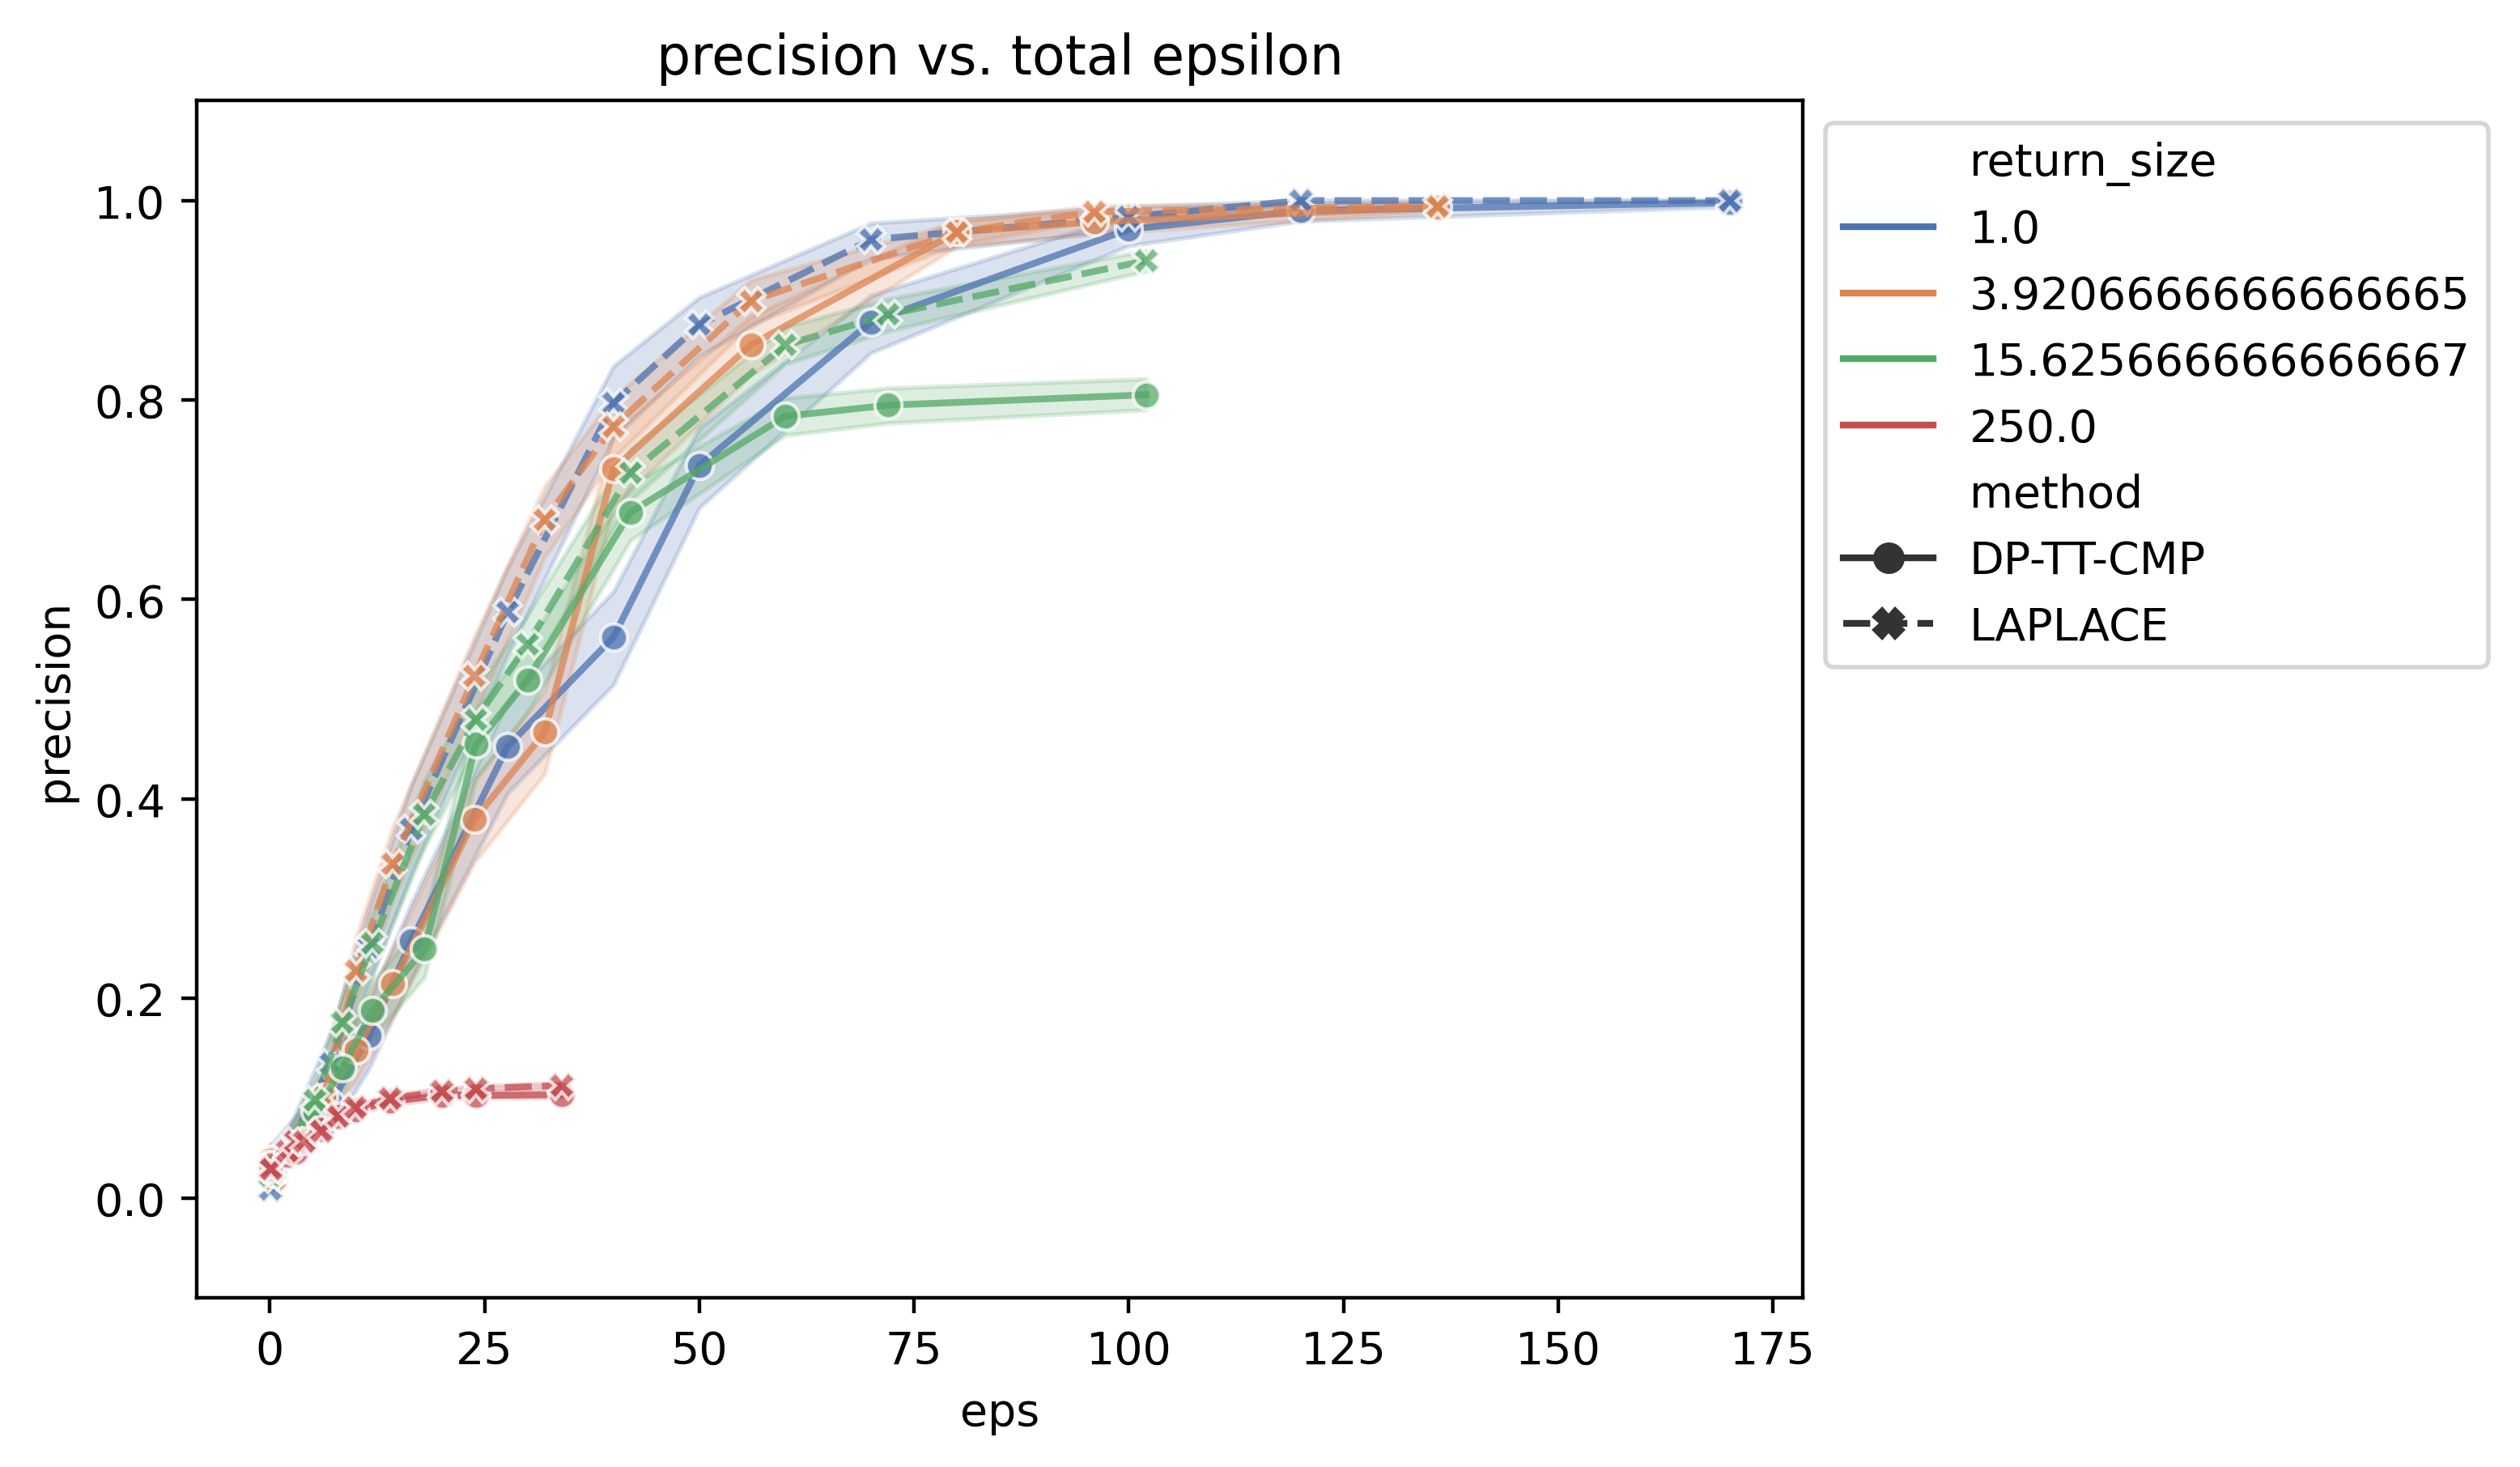 precision vs. total epsilon
precision
1.0
0.8
0.6
0.4
0.2
0.0
0 25 50 75 100 125 150 175
eps
return_size
1.0
3.9206666666666665
15.625666666666667
250.0
method
DP-TT-CMP
LAPLACE